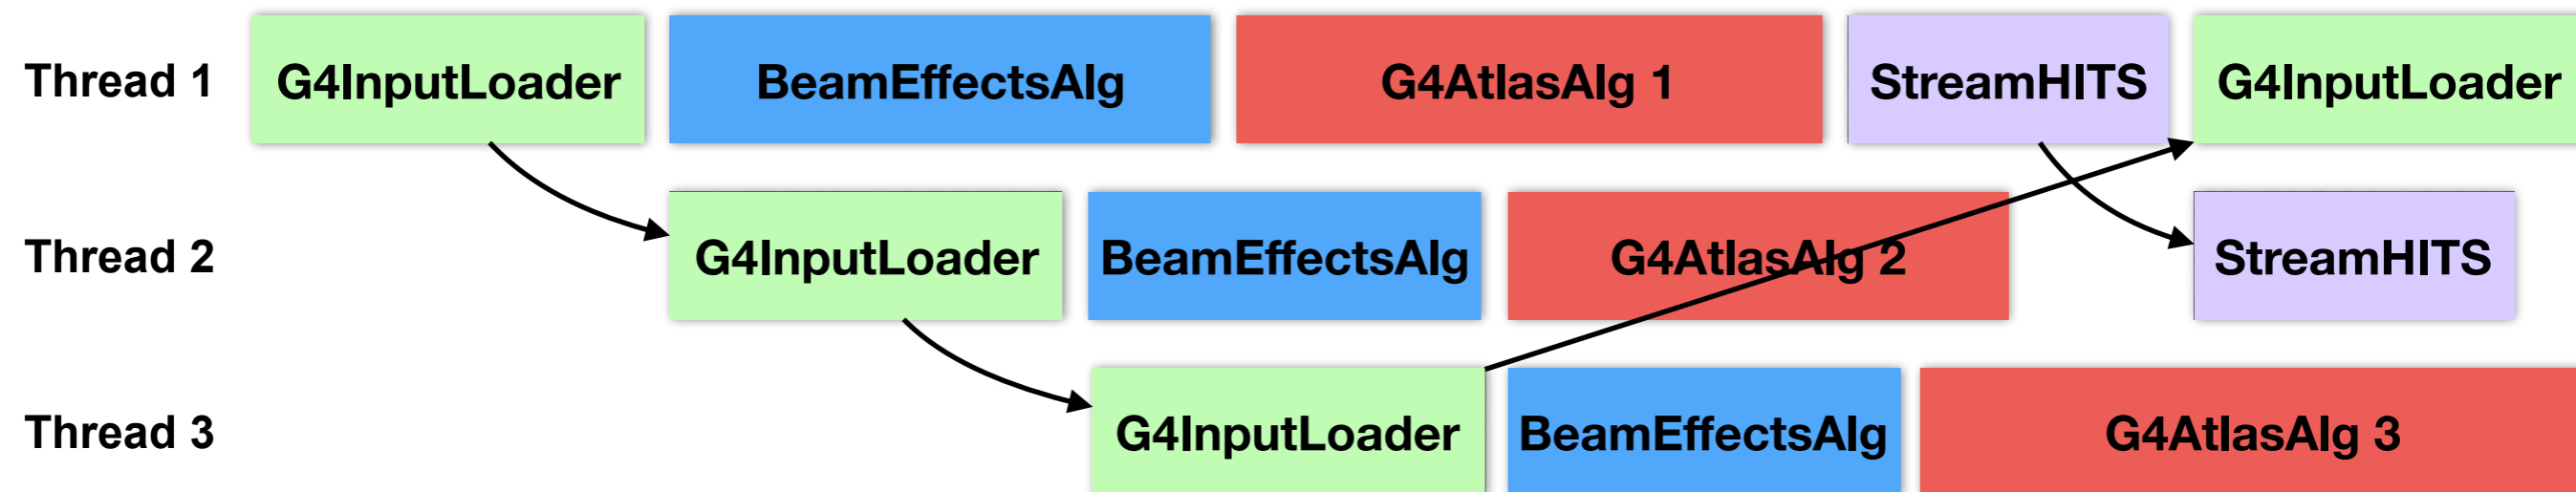 Thread 1 G4InputLoader BeamEffectsAlg G4AtlasAlg 1 StreamHITS G4InputLoader
Thread 2 G4InputLoader BeamEffectsAlg G4AtlasAlg 2 StreamHITS
Thread 3 G4InputLoader BeamEffectsAlg G4AtlasAlg 3